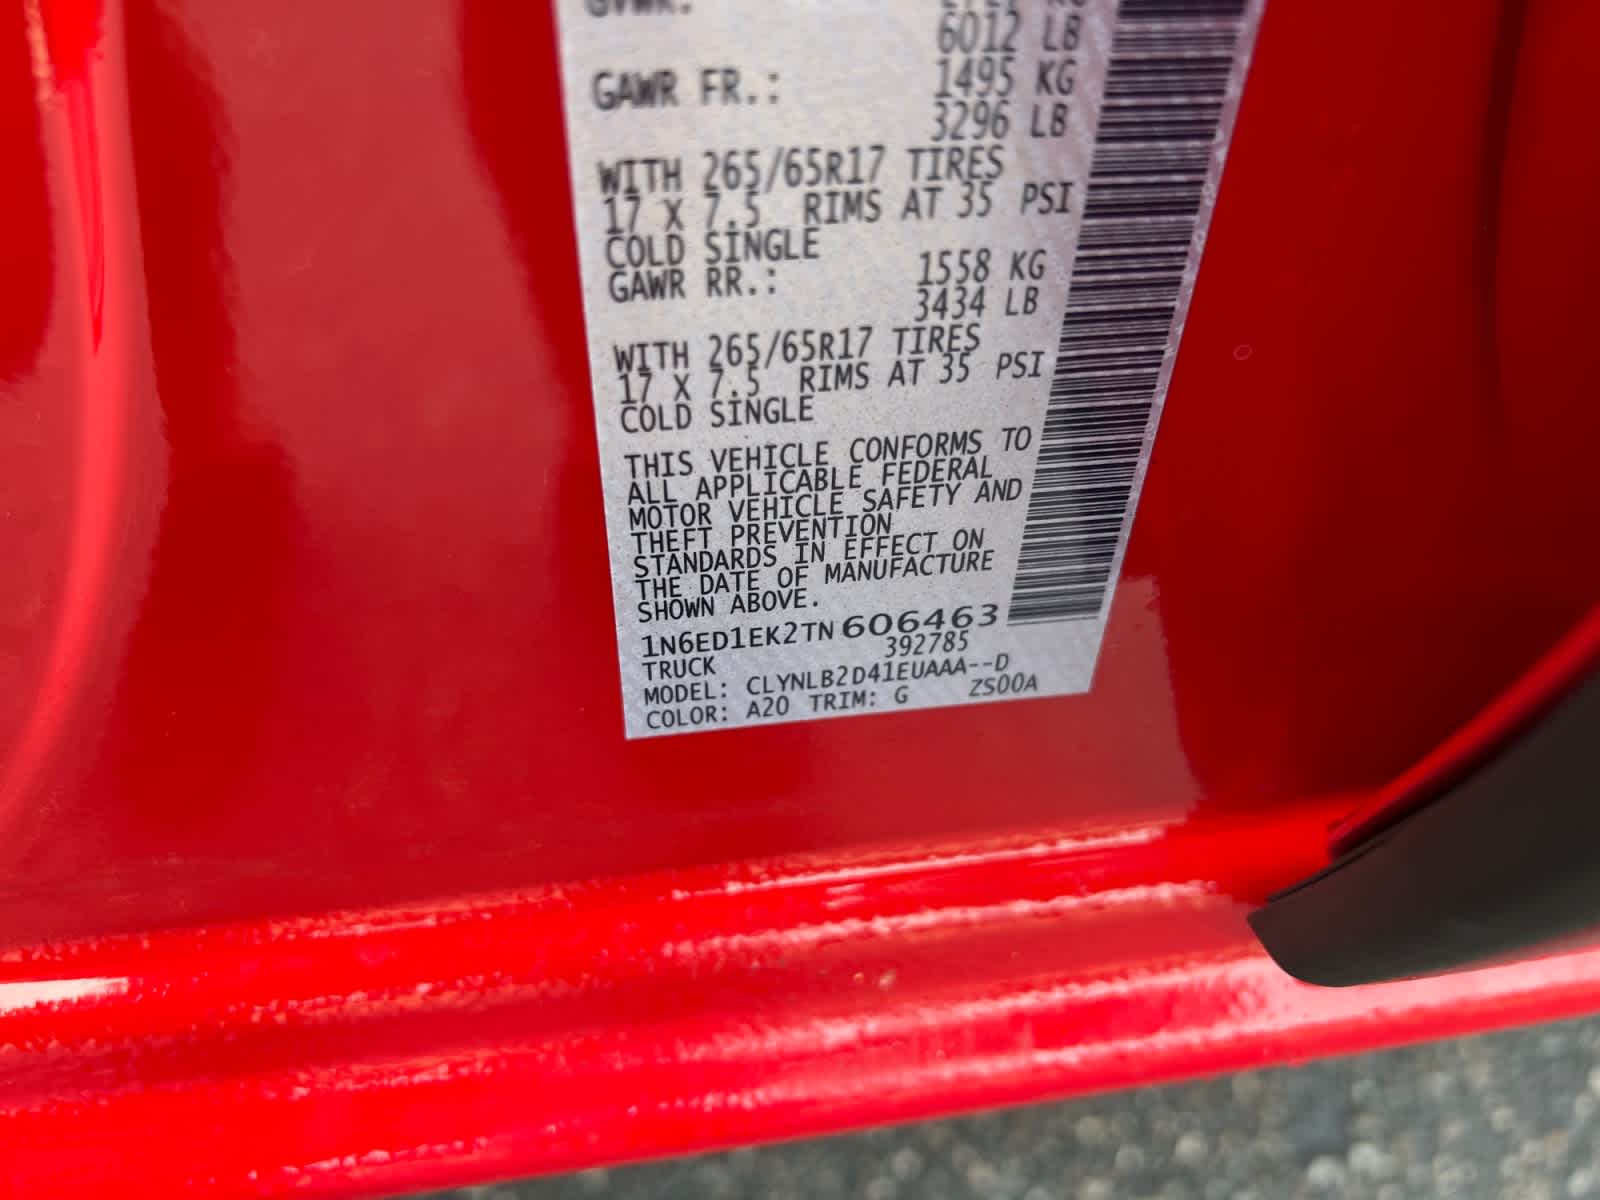 GVWR:
6012 LB
GAWR FR.: 1495 KG
3296 LB
WITH 265/65R17 TIRES
17 X 7.5 RIMS AT 35 PSI
COLD SINGLE
GAWR RR.: 1558 KG
3434 LB
WITH 265/65R17 TIRES
17 X 7.5 RIMS AT 35 PSI
COLD SINGLE
THIS VEHICLE CONFORMS TO
ALL APPLICABLE FEDERAL
MOTOR VEHICLE SAFETY AND
THEFT PREVENTION
STANDARDS IN EFFECT ON
THE DATE OF MANUFACTURE
SHOWN ABOVE.
1N6ED1EK2TN606463
TRUCK 392785
MODEL: CLYNLB2D41EUAAA--D
COLOR: A20 TRIM: G ZS00A